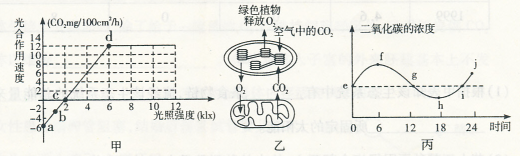 光合作用速度
(CO₂mg/100cm²/h)
14
12
10
8
6
4
2
0
-2
-4
-6
a
b
c
d
2 4 6 8 10 12
光照强度 (klx)
甲
绿色植物
释放O₂
空气中的CO₂
O₂
CO₂
乙
二氧化碳的浓度
e
f
g
h
i
0 6 12 18 24
时间
丙